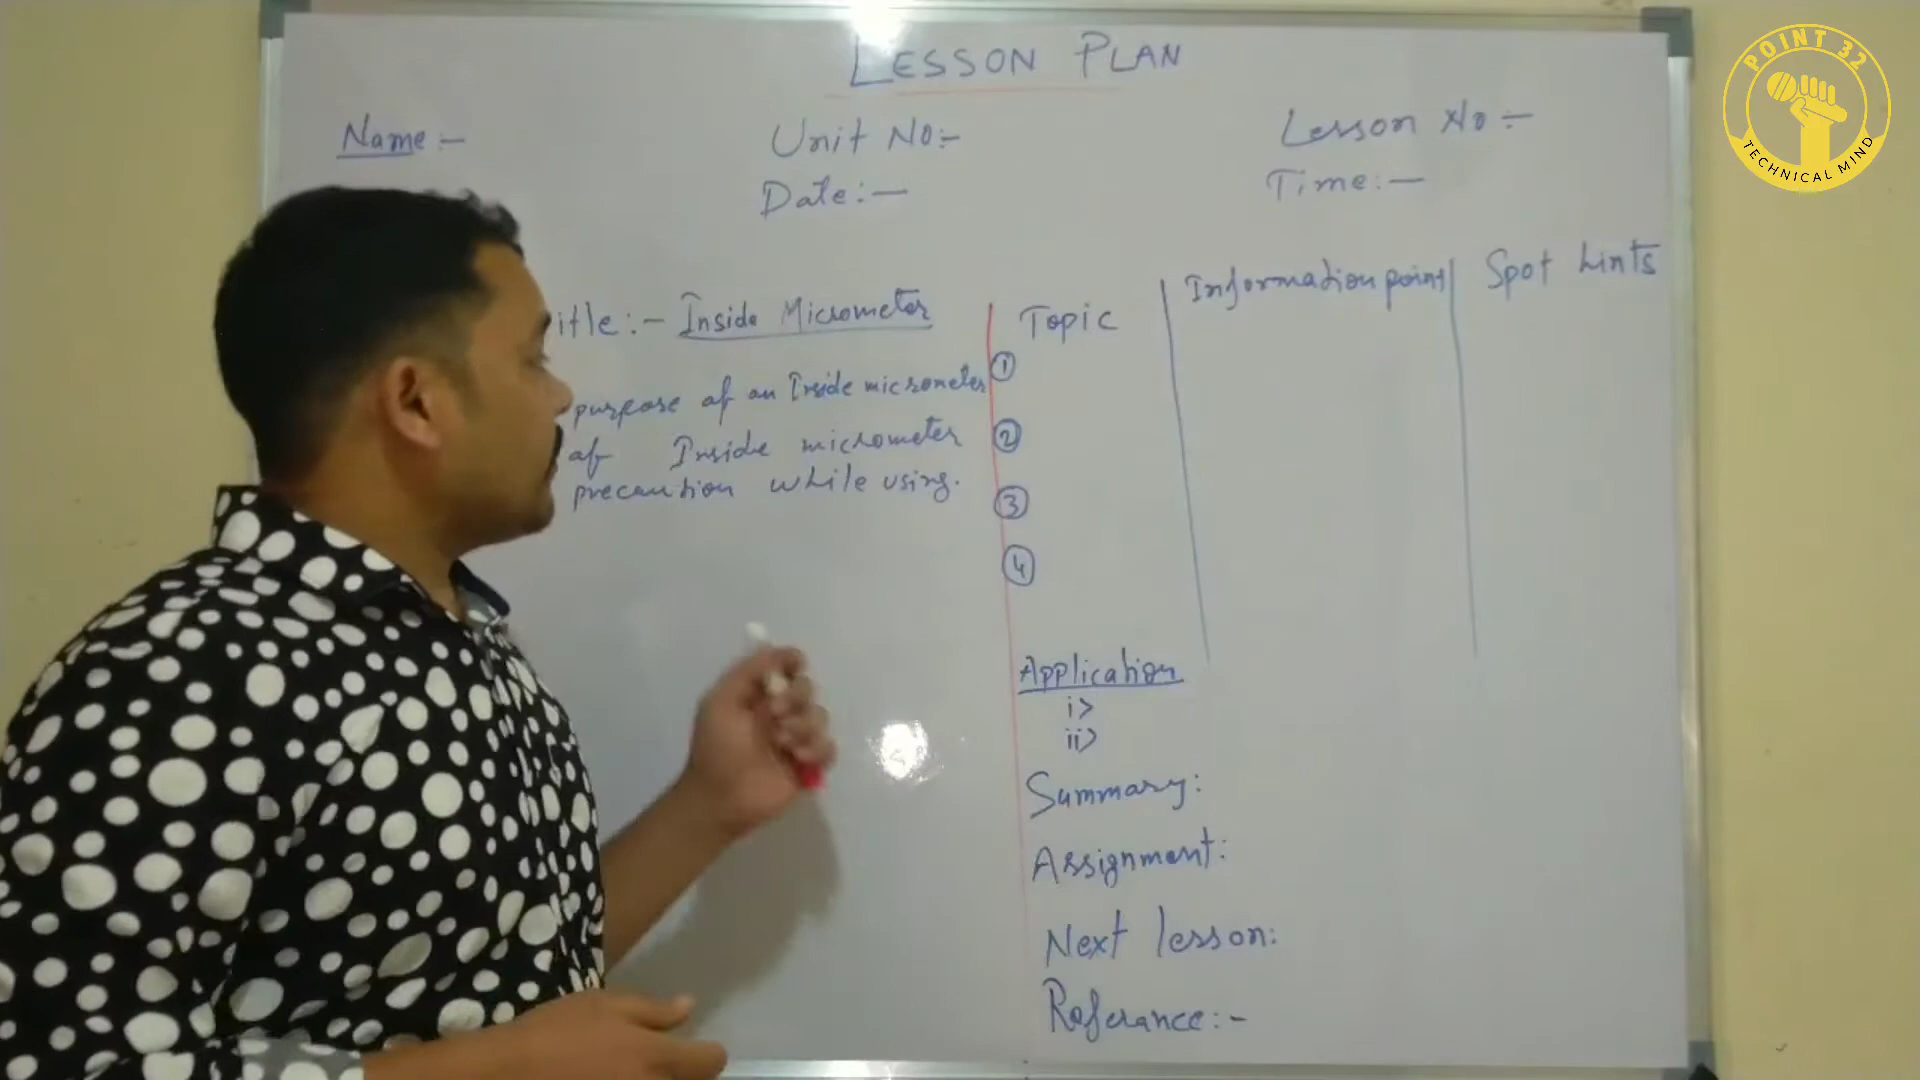 LESSON PLAN
Name :-
Unit No:-
Lesson No :-
Date :-
Time :-
itle :- Inside Micrometer
purpose of an Inside micrometer
of Inside micrometer
precaution while using.
Topic
Information point
Spot hints
1
2
3
4
Application
i>
ii>
Summary:
Assignment:
Next lesson:
Referance:-
POINT 32
TECHNICAL MIND